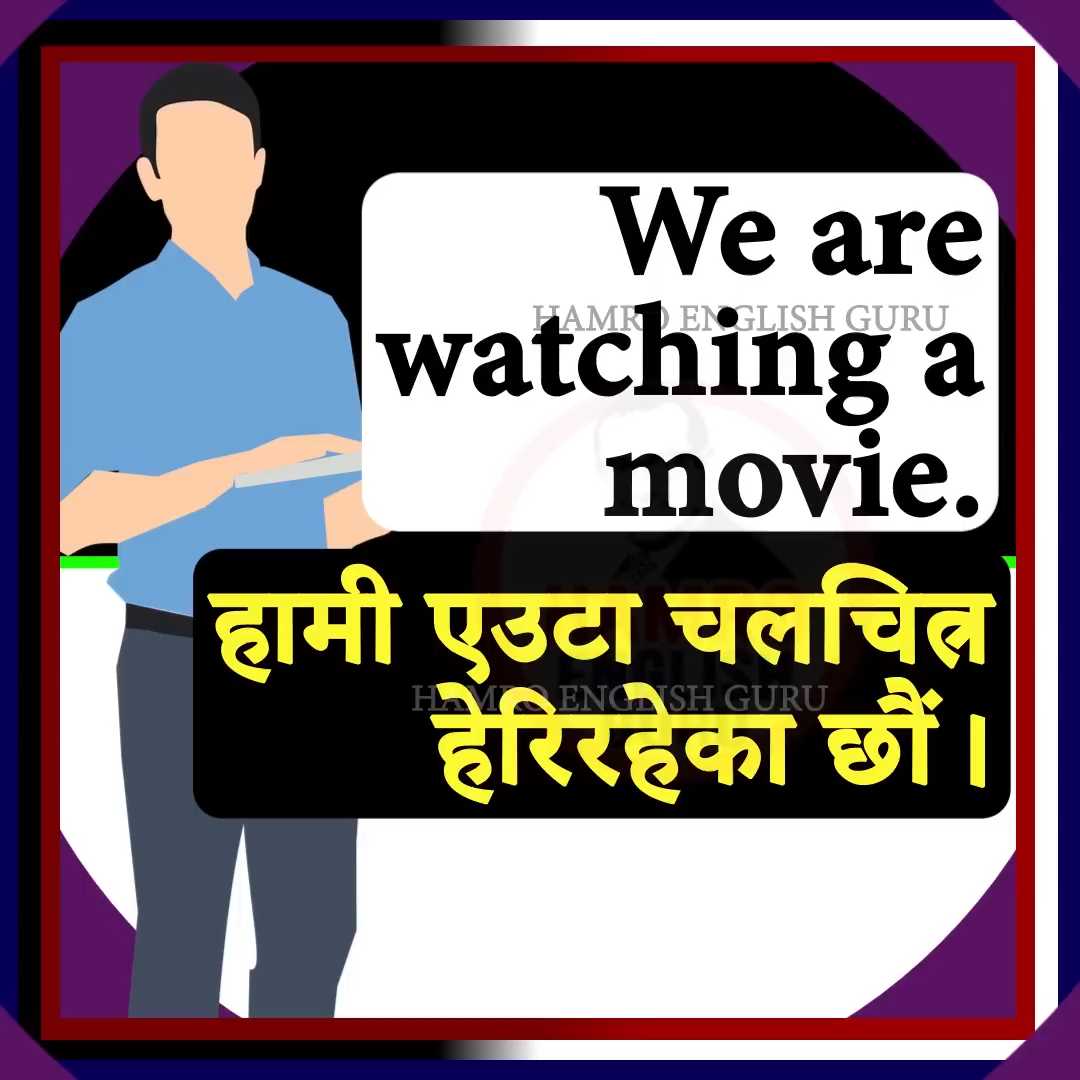 We are
HAMRO ENGLISH GURU
watching a
movie.
हामी एउटा चलचित्र
HAMRO ENGLISH GURU
हेरिरहेका छौं ।